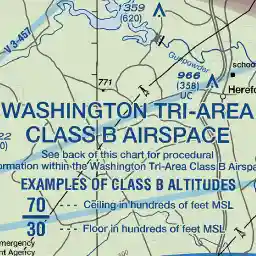 1359
(620)
V 3-457
Gunpowder
school
966
(358)
UC
771
Heref
WASHINGTON TRI-AREA
CLASS B AIRSPACE
22
See back of this chart for procedural
ormation within the Washington Tri-Area Class B Airspa
EXAMPLES OF CLASS B ALTITUDES
70 --- Ceiling in hundreds of feet MSL
30 --- Floor in hundreds of feet MSL
mergency
nt Agency